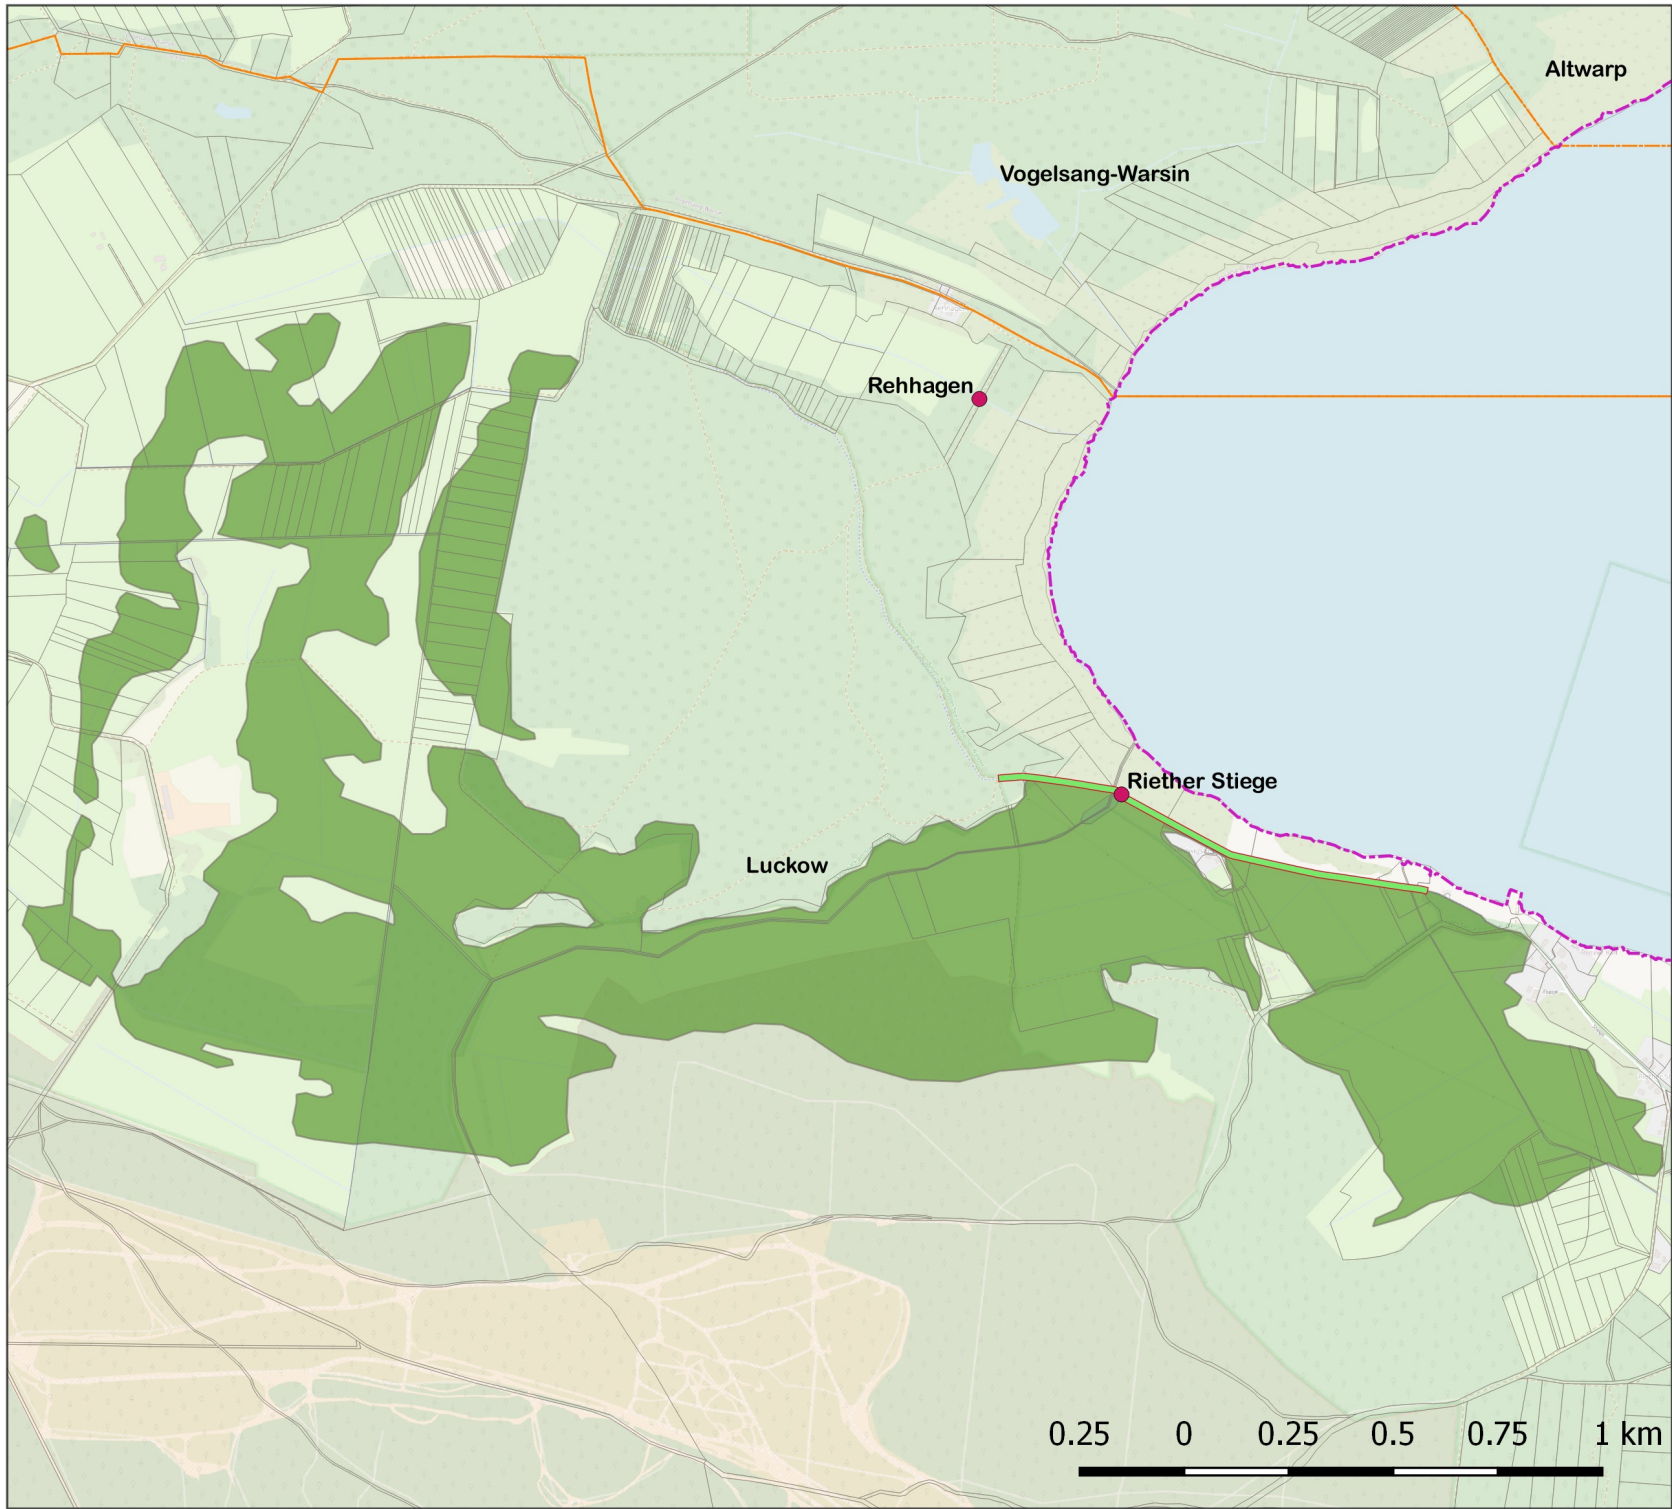 Altwarp
Vogelsang-Warsin
Rehhagen
Riether Stiege
Luckow
0.25 0 0.25 0.5 0.75 1 km